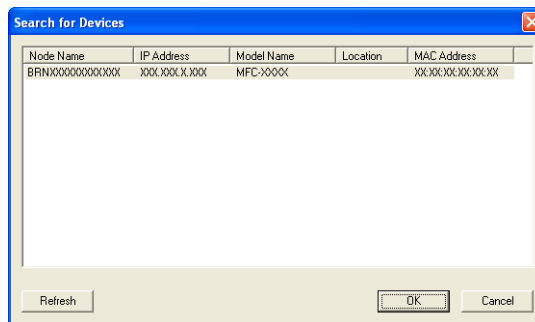 Search for Devices
Node Name IP Address Model Name Location MAC Address
BRNXXXXXXXXXXXX XXX.XXX.X.XXX MFC-XXXX XX:XX:XX:XX:XX:XX
Refresh OK Cancel